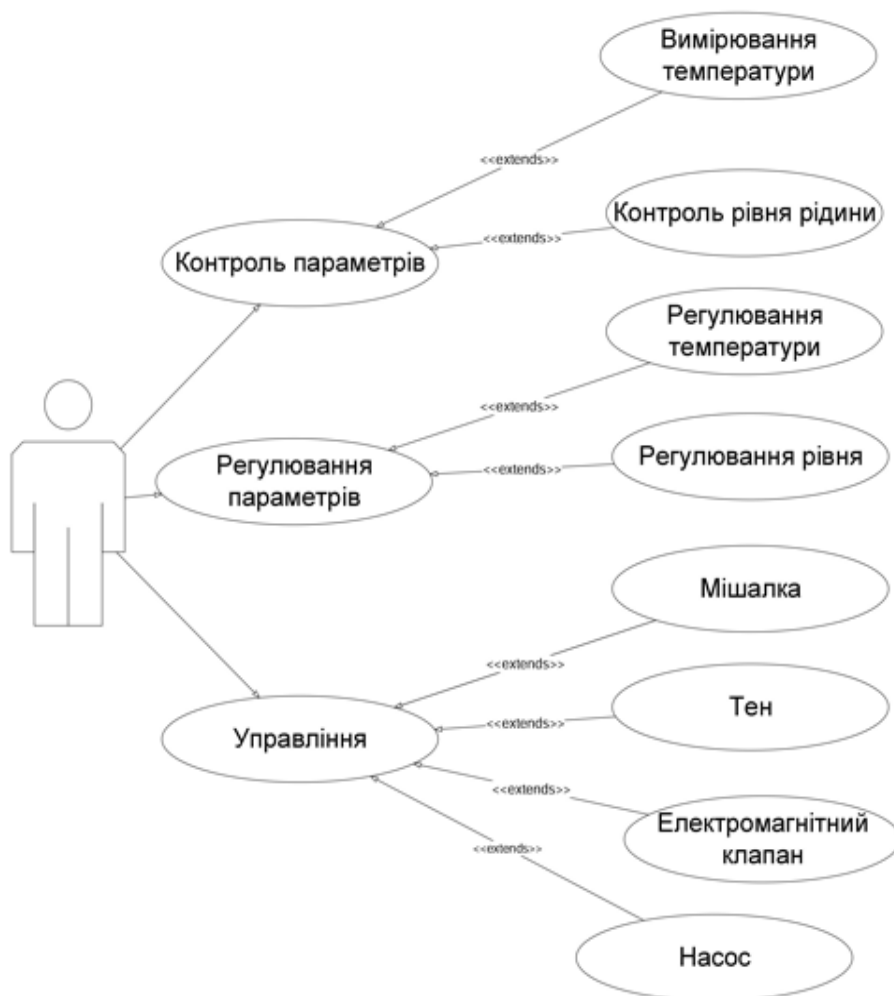 Вимірювання
температури
<<extends>>
Контроль рівня рідини
<<extends>>
Контроль параметрів
Регулювання
температури
<<extends>>
Регулювання
параметрів
Регулювання рівня
<<extends>>
Мішалка
<<extends>>
Тен
<<extends>>
Управління
<<extends>>
Електромагнітний
клапан
<<extends>>
Насос